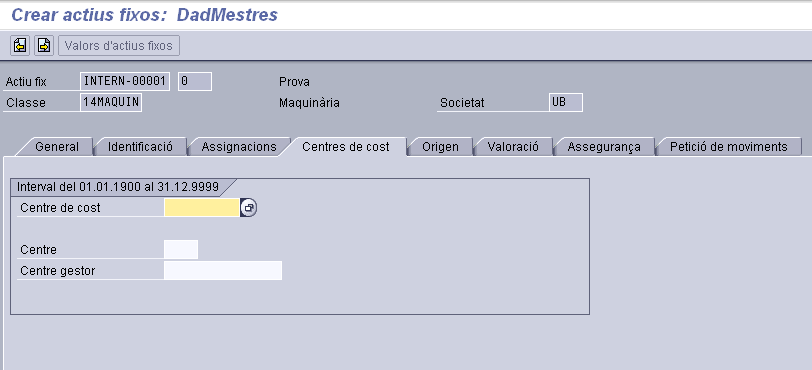 Crear actius fixos: DadMestres
Valors d'actius fixos
Actiu fix INTERN-00001 0 Prova
Classe 14MAQUIN Maquinària Societat UB
General Identificació Assignacions Centres de cost Origen Valoració Assegurança Petició de moviments
Interval del 01.01.1900 al 31.12.9999
Centre de cost
Centre
Centre gestor